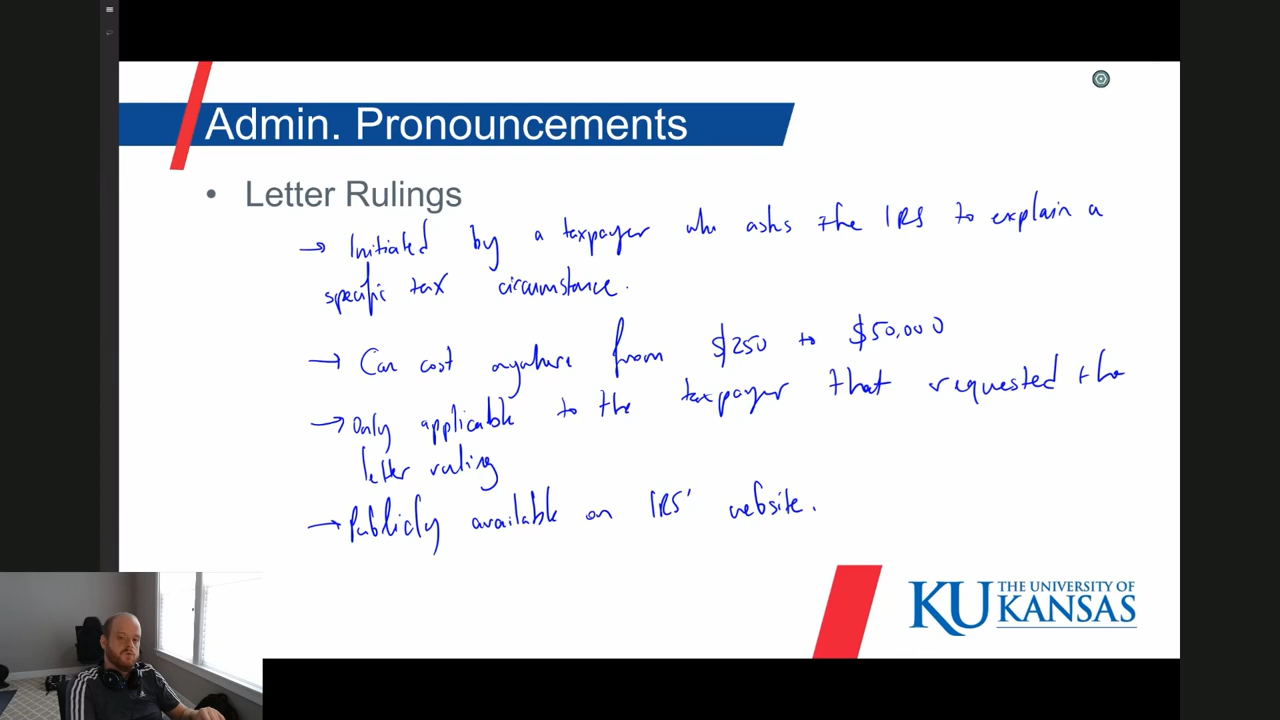 Admin. Pronouncements
• Letter Rulings
→ Initiated by a taxpayer who asks the IRS to explain a
specific tax circumstance.
→ Can cost anywhere from $250 to $50,000
→ Only applicable to the taxpayer that requested the
letter ruling
→ Publicly available on IRS' website.
KU THE UNIVERSITY OF
KANSAS